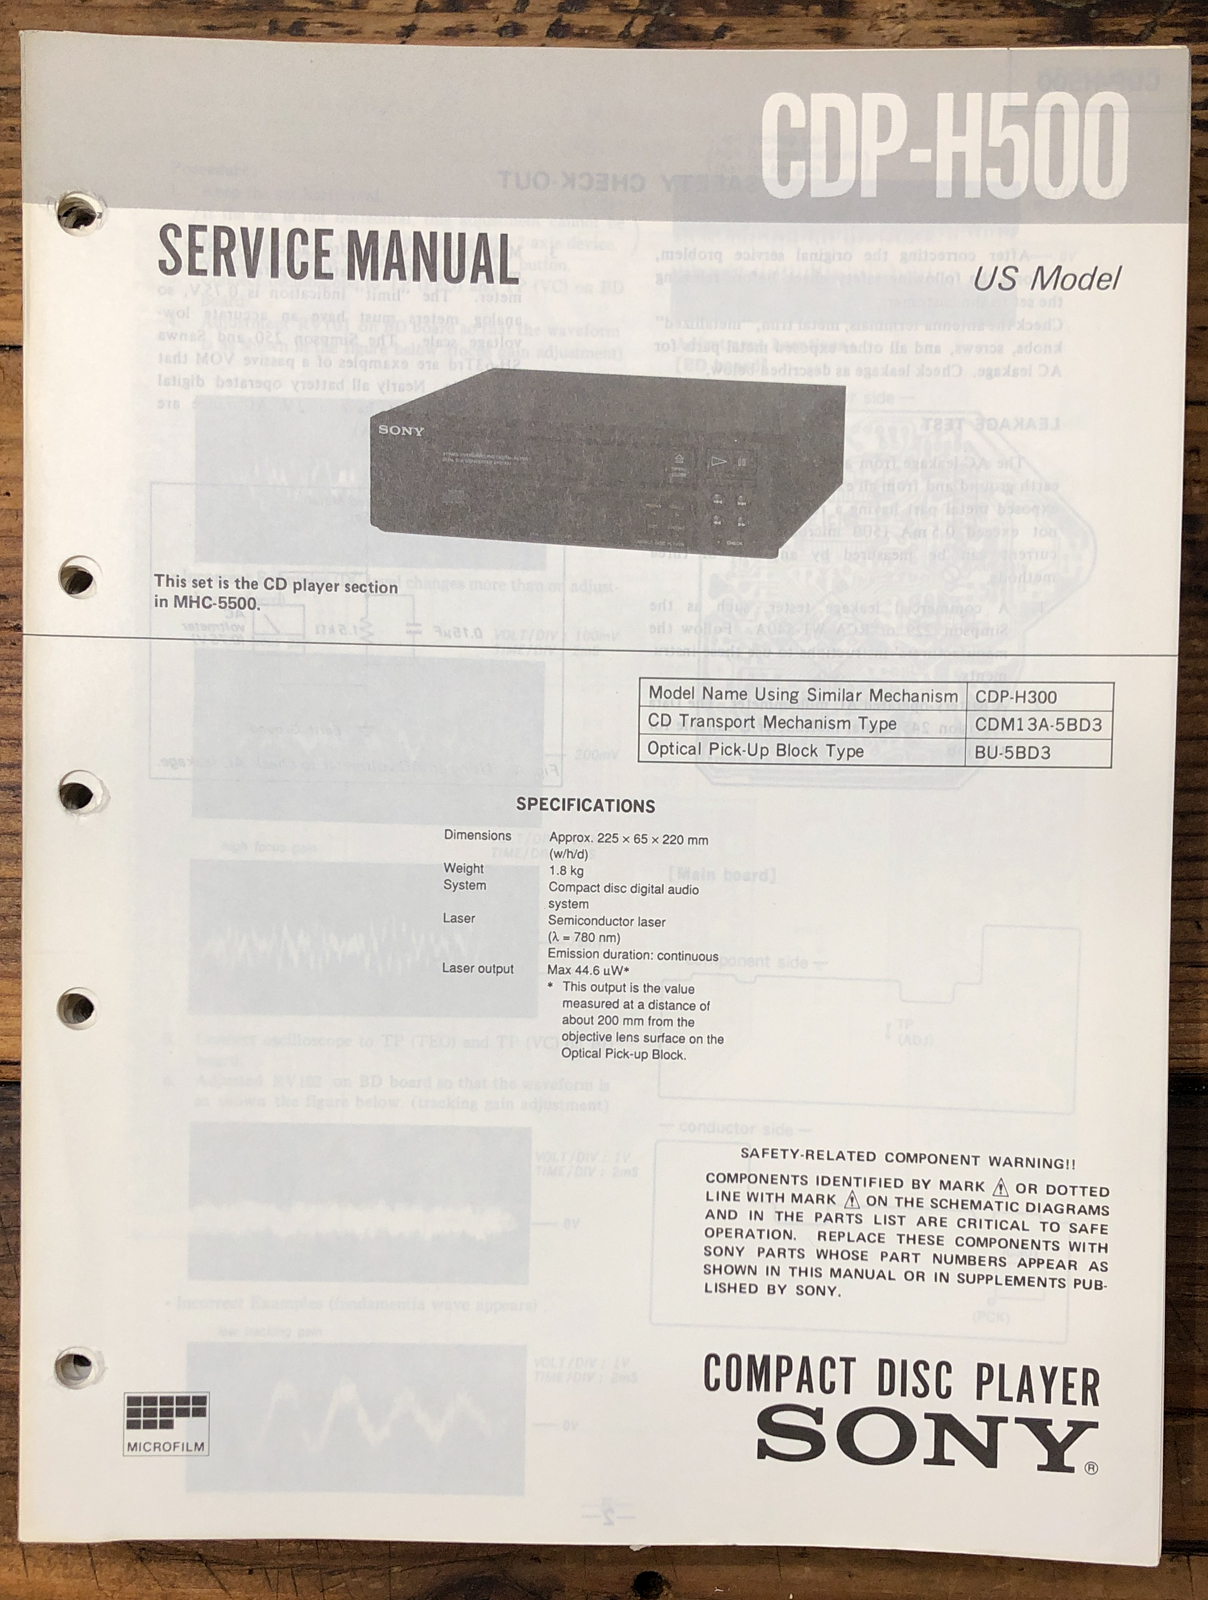 CDP-H500
SERVICE MANUAL
US Model
SONY
This set is the CD player section
in MHC-5500.
Model Name Using Similar Mechanism CDP-H300
CD Transport Mechanism Type CDM13A-5BD3
Optical Pick-Up Block Type BU-5BD3
SPECIFICATIONS
Dimensions Approx. 225 × 65 × 220 mm
(w/h/d)
Weight 1.8 kg
System Compact disc digital audio
system
Laser Semiconductor laser
(λ = 780 nm)
Emission duration: continuous
Laser output Max 44.6 uW*
* This output is the value
measured at a distance of
about 200 mm from the
objective lens surface on the
Optical Pick-up Block.
SAFETY-RELATED COMPONENT WARNING!!
COMPONENTS IDENTIFIED BY MARK ⚠ OR DOTTED
LINE WITH MARK ⚠ ON THE SCHEMATIC DIAGRAMS
AND IN THE PARTS LIST ARE CRITICAL TO SAFE
OPERATION. REPLACE THESE COMPONENTS WITH
SONY PARTS WHOSE PART NUMBERS APPEAR AS
SHOWN IN THIS MANUAL OR IN SUPPLEMENTS PUB-
LISHED BY SONY.
COMPACT DISC PLAYER
SONY®
MICROFILM